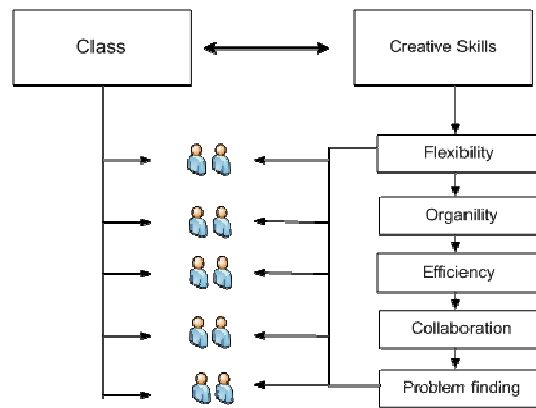 Class
Creative Skills
Flexibility
Organility
Efficiency
Collaboration
Problem finding